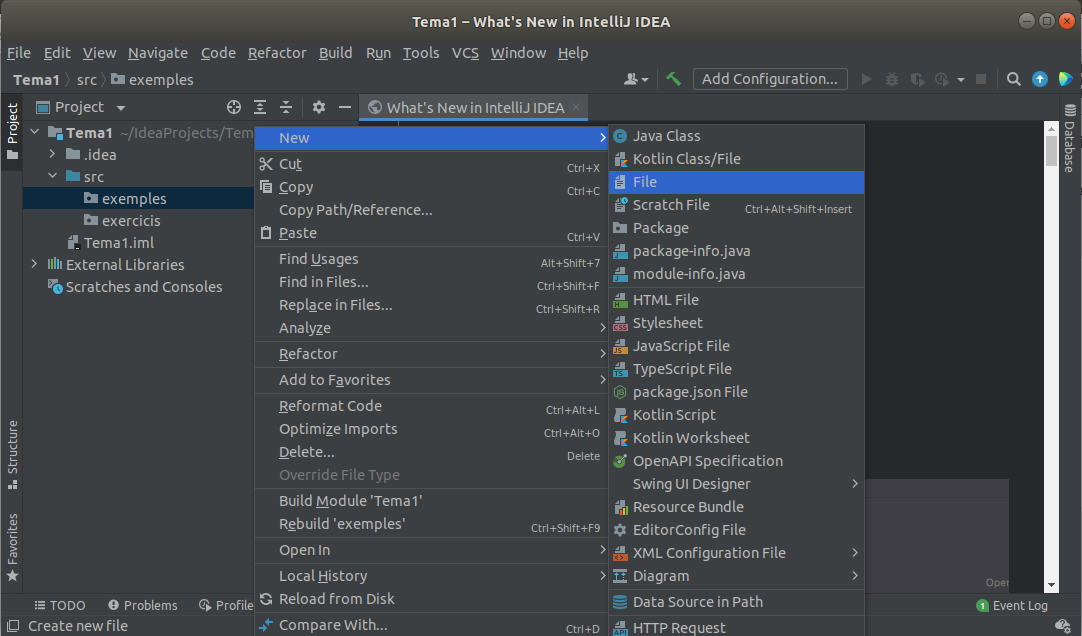 Tema1 – What's New in IntelliJ IDEA
File Edit View Navigate Code Refactor Build Run Tools VCS Window Help
Tema1 src exemples Add Configuration...
Project What's New in IntelliJ IDEA
Project
Database
Tema1 ~/IdeaProjects/Tem
.idea
src
exemples
exercicis
Tema1.iml
External Libraries
Scratches and Consoles
Structure
Favorites
New
Cut Ctrl+X
Copy Ctrl+C
Copy Path/Reference...
Paste Ctrl+V
Find Usages Alt+Shift+7
Find in Files... Ctrl+Shift+F
Replace in Files... Ctrl+Shift+R
Analyze
Refactor
Add to Favorites
Reformat Code Ctrl+Alt+L
Optimize Imports Ctrl+Alt+O
Delete... Delete
Override File Type
Build Module 'Tema1'
Rebuild 'exemples' Ctrl+Shift+F9
Open In
Local History
Reload from Disk
Compare With... Ctrl+D
Java Class
Kotlin Class/File
File
Scratch File Ctrl+Alt+Shift+Insert
Package
package-info.java
module-info.java
HTML File
Stylesheet
JavaScript File
TypeScript File
package.json File
Kotlin Script
Kotlin Worksheet
OpenAPI Specification
Swing UI Designer
Resource Bundle
EditorConfig File
XML Configuration File
Diagram
Data Source in Path
HTTP Request
Open
TODO Problems Profile 1 Event Log
Create new file